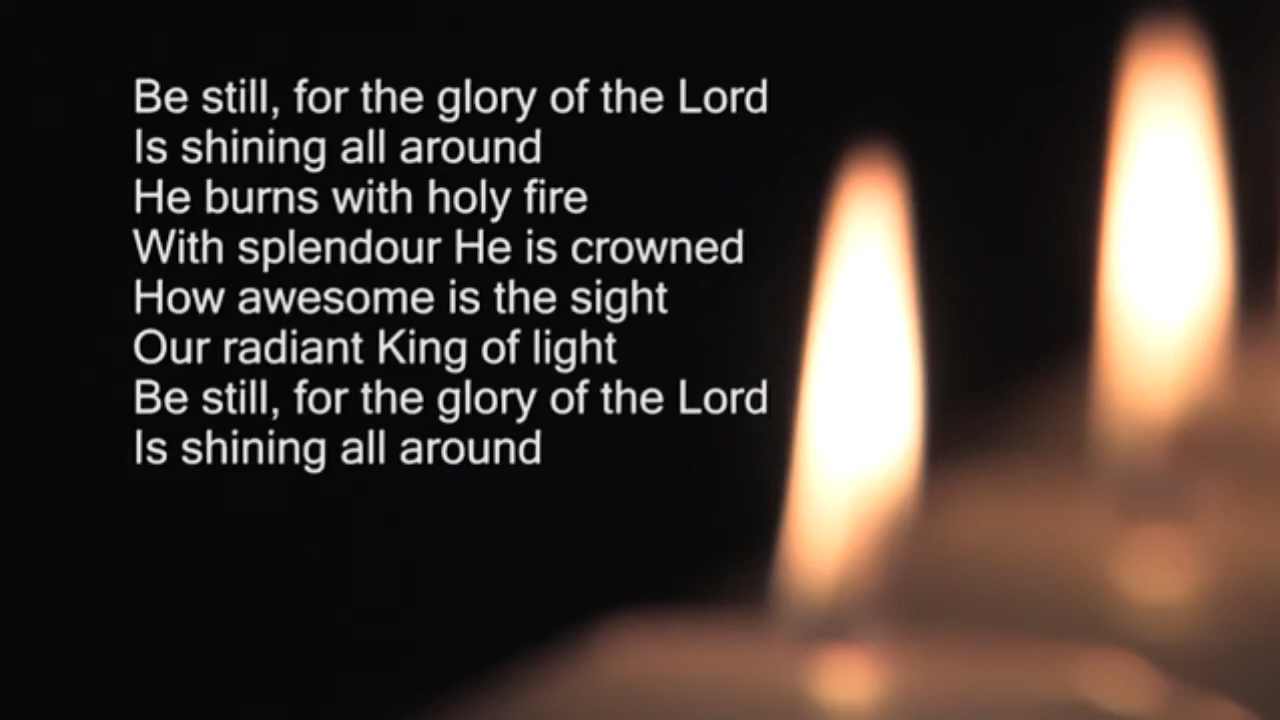 Be still, for the glory of the Lord
Is shining all around
He burns with holy fire
With splendour He is crowned
How awesome is the sight
Our radiant King of light
Be still, for the glory of the Lord
Is shining all around